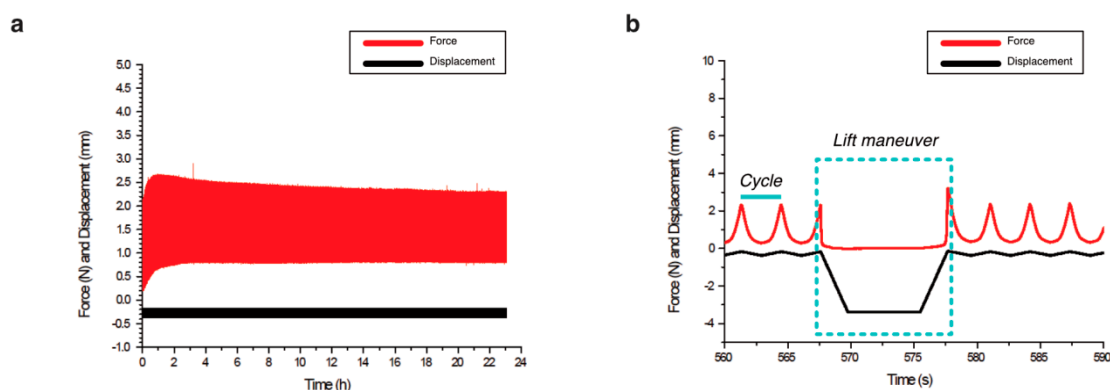 a
Force
Displacement
Force (N) and Displacement (mm)
5.0
4.5
4.0
3.5
3.0
2.5
2.0
1.5
1.0
0.5
0.0
-0.5
-1.0
0 2 4 6 8 10 12 14 16 18 20 22 24
Time (h)
b
Force
Displacement
Force (N) and Displacement (mm)
10
8
6
4
2
0
-2
-4
Lift maneuver
Cycle
560 565 570 575 580 585 590
Time (s)